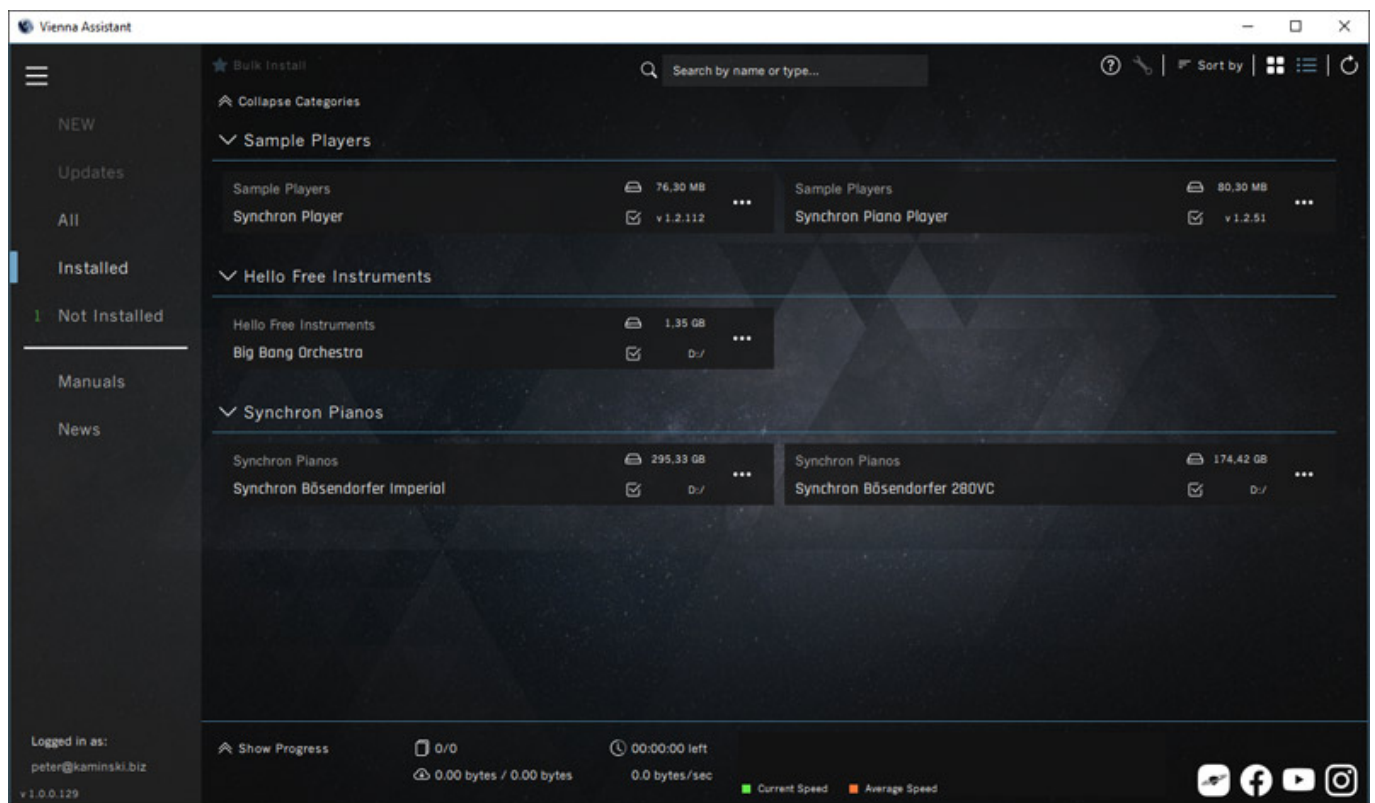 Vienna Assistant
Bulk Install
Search by name or type...
Sort by
Collapse Categories
NEW
Updates
All
Installed
1 Not Installed
Manuals
News
Sample Players
Sample Players 76,30 MB
Synchron Player v 1.2.112
Sample Players 80,30 MB
Synchron Piano Player v 1.2.51
Hello Free Instruments
Hello Free Instruments 1,35 GB
Big Bang Orchestra D:/
Synchron Pianos
Synchron Pianos 295,33 GB
Synchron Bösendorfer Imperial D:/
Synchron Pianos 174,42 GB
Synchron Bösendorfer 280VC D:/
Logged in as:
peter@kaminski.biz
v 1.0.0.129
Show Progress 0/0 00:00:00 left
0.00 bytes / 0.00 bytes 0.0 bytes/sec
Current Speed Average Speed